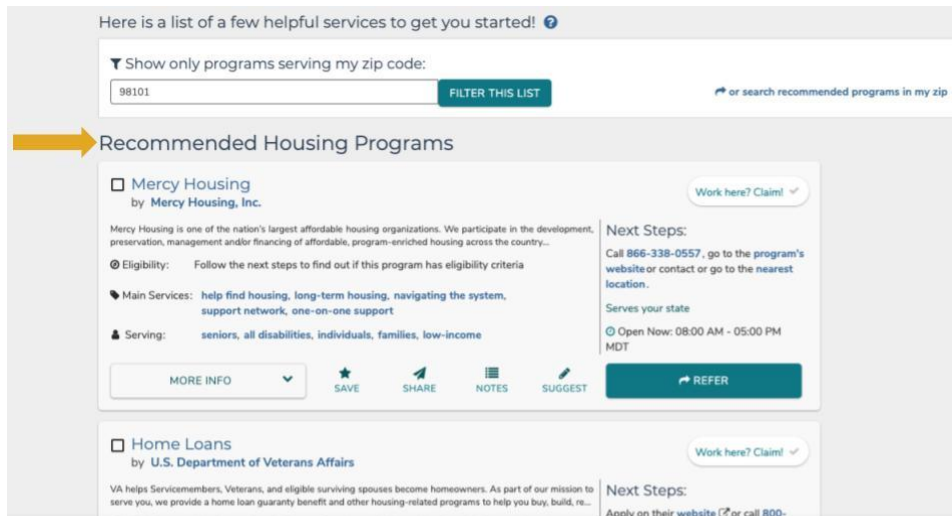 Here is a list of a few helpful services to get you started!
Show only programs serving my zip code:
98101
FILTER THIS LIST
or search recommended programs in my zip
Recommended Housing Programs
Mercy Housing
by Mercy Housing, Inc.
Work here? Claim!
Mercy Housing is one of the nation's largest affordable housing organizations. We participate in the development,
preservation, management and/or financing of affordable, program-enriched housing across the country...
Eligibility: Follow the next steps to find out if this program has eligibility criteria
Main Services: help find housing, long-term housing, navigating the system,
support network, one-on-one support
Serving: seniors, all disabilities, individuals, families, low-income
Next Steps:
Call 866-338-0557, go to the program's
website or contact or go to the nearest
location.
Serves your state
Open Now: 08:00 AM - 05:00 PM
MDT
MORE INFO
SAVE
SHARE
NOTES
SUGGEST
REFER
Home Loans
by U.S. Department of Veterans Affairs
Work here? Claim!
VA helps Servicemembers, Veterans, and eligible surviving spouses become homeowners. As part of our mission to
serve you, we provide a home loan guaranty benefit and other housing-related programs to help you buy, build, re...
Next Steps:
Apply on their website or call 800-